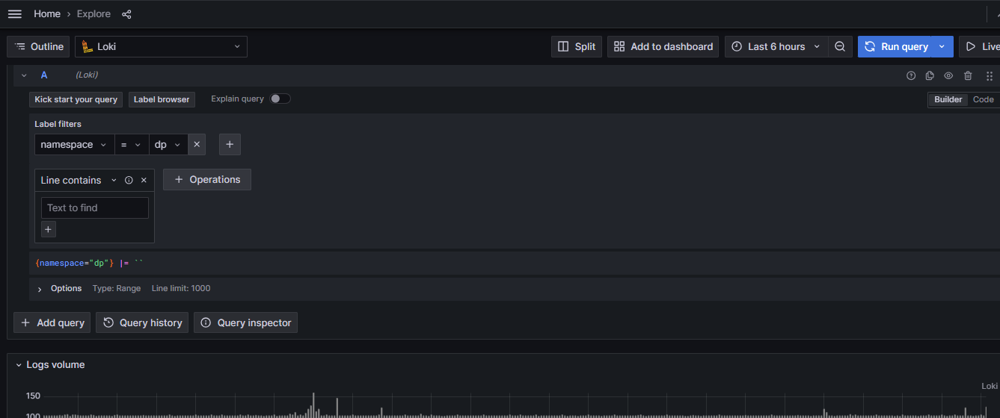 Home › Explore
Outline Loki Split Add to dashboard Last 6 hours Run query Live
A (Loki)
Kick start your query Label browser Explain query Builder Code
Label filters
namespace = dp
Line contains Operations
Text to find
{namespace="dp"} |= ``
Options Type: Range Line limit: 1000
Add query Query history Query inspector
Logs volume
Loki
150
100